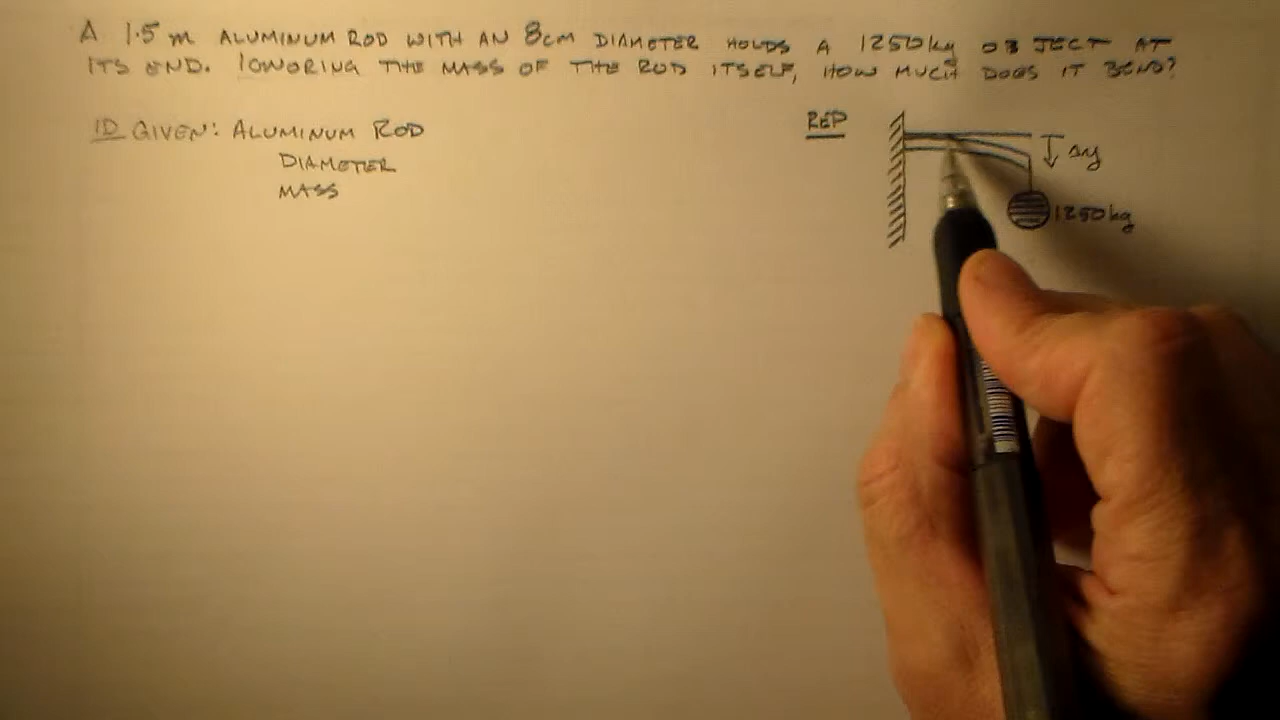 A 1.5 m ALUMINUM ROD WITH AN 8cm DIAMETER HOLDS A 1250kg OBJECT AT
ITS END. IGNORING THE MASS OF THE ROD ITSELF, HOW MUCH DOES IT BEND?
ID GIVEN: ALUMINUM ROD
DIAMETER
MASS
REP
Δy
1250kg